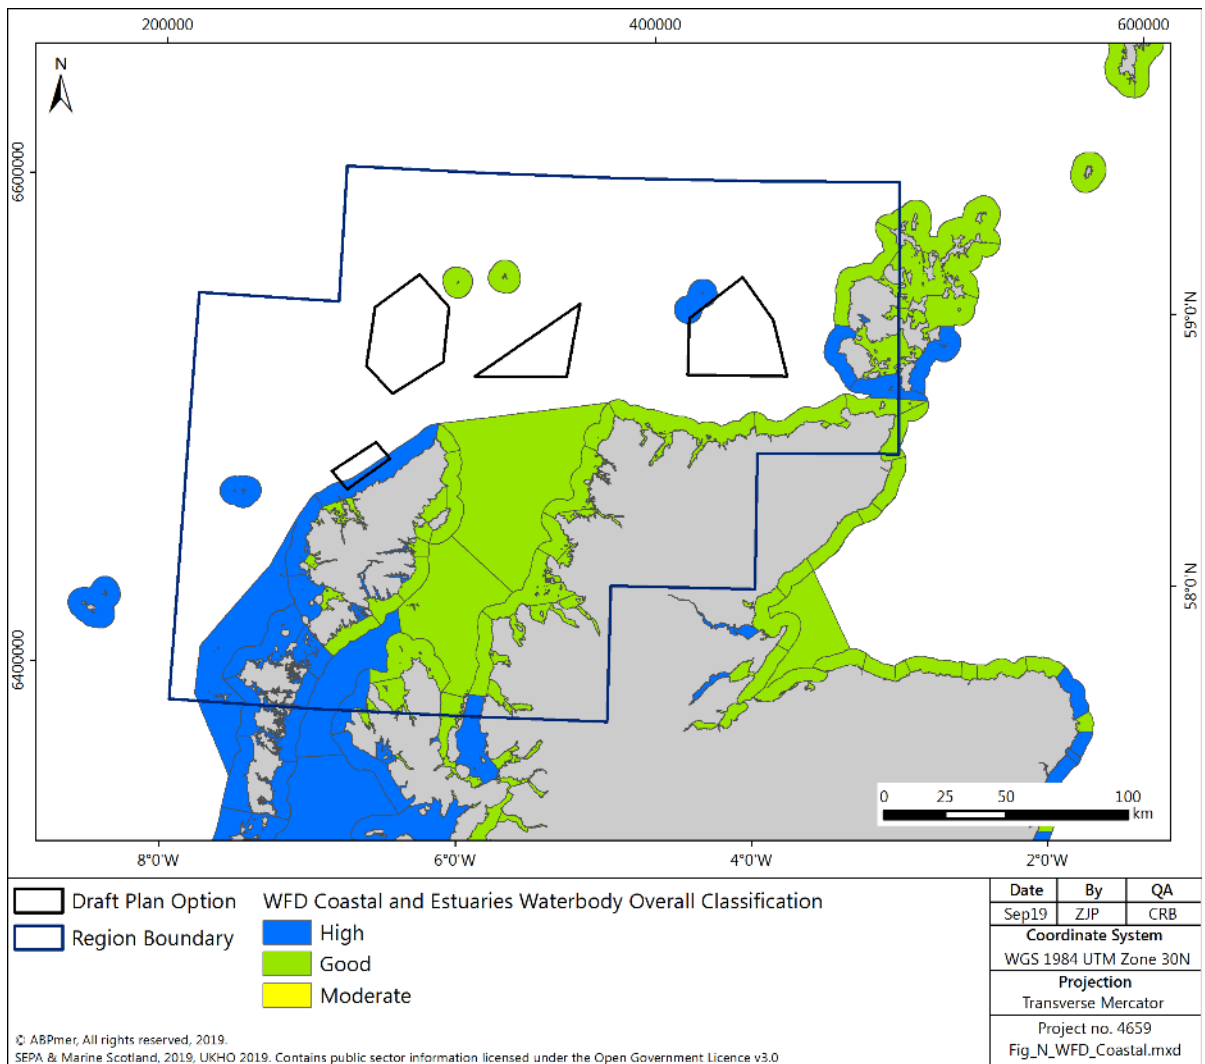 200000
400000
600000
N
6600000
6400000
59°0'N
58°0'N
0 25 50 100
km
8°0'W
6°0'W
4°0'W
2°0'W
Draft Plan Option
Region Boundary
WFD Coastal and Estuaries Waterbody Overall Classification
High
Good
Moderate
Date By QA
Sep19 ZJP CRB
Coordinate System
WGS 1984 UTM Zone 30N
Projection
Transverse Mercator
Project no. 4659
Fig_N_WFD_Coastal.mxd
© ABPmer, All rights reserved, 2019.
SEPA & Marine Scotland, 2019, UKHO 2019. Contains public sector information licensed under the Open Government Licence v3.0